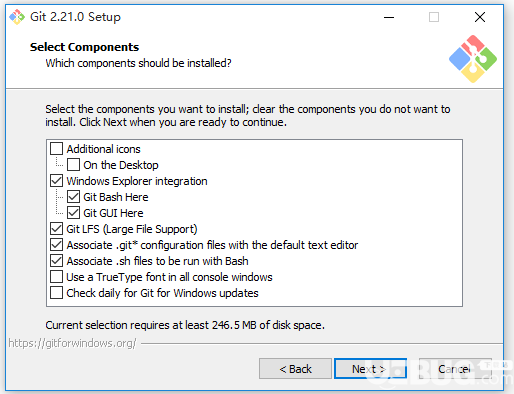 Git 2.21.0 Setup
Select Components
Which components should be installed?
Select the components you want to install; clear the components you do not want to
install. Click Next when you are ready to continue.
Additional icons
On the Desktop
Windows Explorer integration
Git Bash Here
Git GUI Here
Git LFS (Large File Support)
Associate .git* configuration files with the default text editor
Associate .sh files to be run with Bash
Use a TrueType font in all console windows
Check daily for Git for Windows updates
Current selection requires at least 246.5 MB of disk space.
https://gitforwindows.org/
< Back
Next >
Cancel